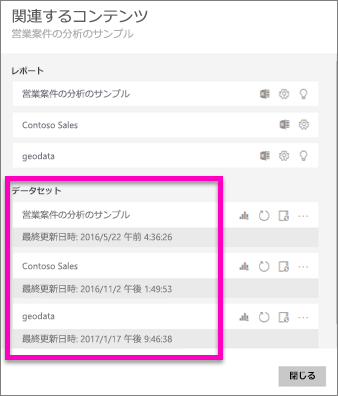 関連するコンテンツ
営業案件の分析のサンプル
レポート
営業案件の分析のサンプル
Contoso Sales
geodata
データセット
営業案件の分析のサンプル
最終更新日時: 2016/5/22 午前 4:36:26
Contoso Sales
最終更新日時: 2016/11/2 午後 1:49:53
geodata
最終更新日時: 2017/1/17 午後 9:46:38
閉じる